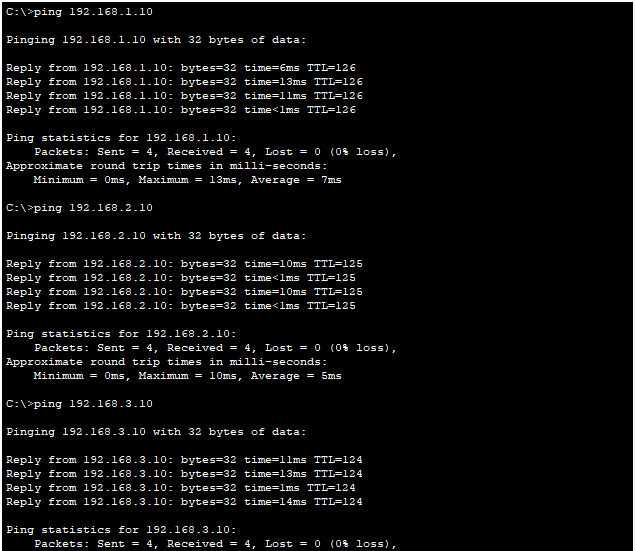 C:\>ping 192.168.1.10
Pinging 192.168.1.10 with 32 bytes of data:
Reply from 192.168.1.10: bytes=32 time=6ms TTL=126
Reply from 192.168.1.10: bytes=32 time=13ms TTL=126
Reply from 192.168.1.10: bytes=32 time=11ms TTL=126
Reply from 192.168.1.10: bytes=32 time<1ms TTL=126
Ping statistics for 192.168.1.10:
Packets: Sent = 4, Received = 4, Lost = 0 (0% loss),
Approximate round trip times in milli-seconds:
Minimum = 0ms, Maximum = 13ms, Average = 7ms
C:\>ping 192.168.2.10
Pinging 192.168.2.10 with 32 bytes of data:
Reply from 192.168.2.10: bytes=32 time=10ms TTL=125
Reply from 192.168.2.10: bytes=32 time<1ms TTL=125
Reply from 192.168.2.10: bytes=32 time=10ms TTL=125
Reply from 192.168.2.10: bytes=32 time<1ms TTL=125
Ping statistics for 192.168.2.10:
Packets: Sent = 4, Received = 4, Lost = 0 (0% loss),
Approximate round trip times in milli-seconds:
Minimum = 0ms, Maximum = 10ms, Average = 5ms
C:\>ping 192.168.3.10
Pinging 192.168.3.10 with 32 bytes of data:
Reply from 192.168.3.10: bytes=32 time=11ms TTL=124
Reply from 192.168.3.10: bytes=32 time=13ms TTL=124
Reply from 192.168.3.10: bytes=32 time=1ms TTL=124
Reply from 192.168.3.10: bytes=32 time=14ms TTL=124
Ping statistics for 192.168.3.10:
Packets: Sent = 4, Received = 4, Lost = 0 (0% loss),